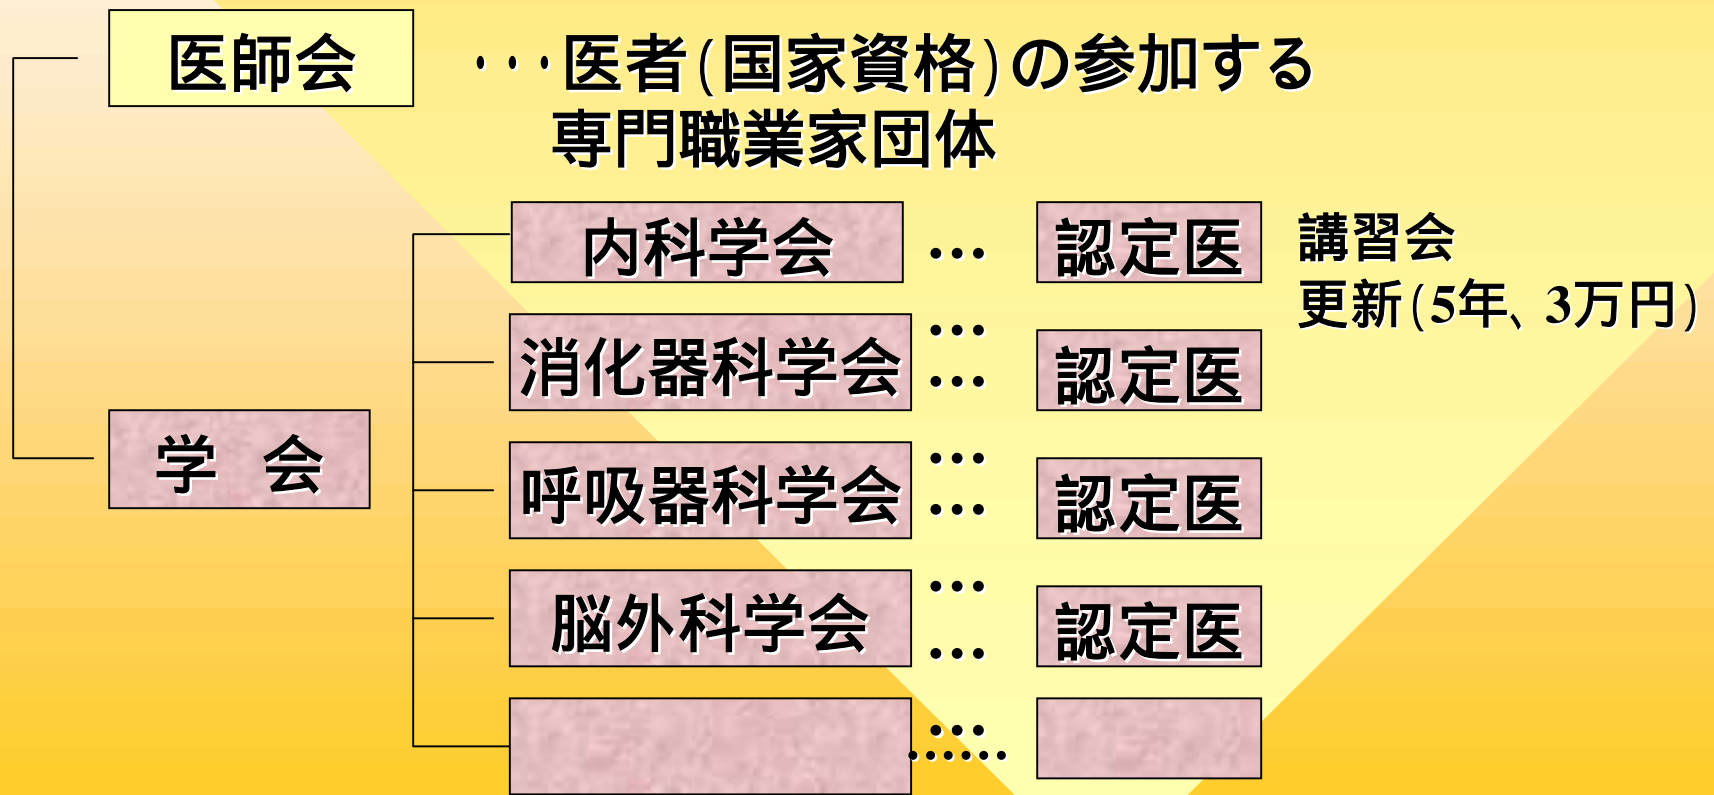 医師会 ・・・医者(国家資格)の参加する
専門職業家団体
内科学会 … 認定医 講習会
更新(5年、3万円)
消化器科学会 … … 認定医
学 会
呼吸器科学会 … … 認定医
脳外科学会 … … 認定医
… ……